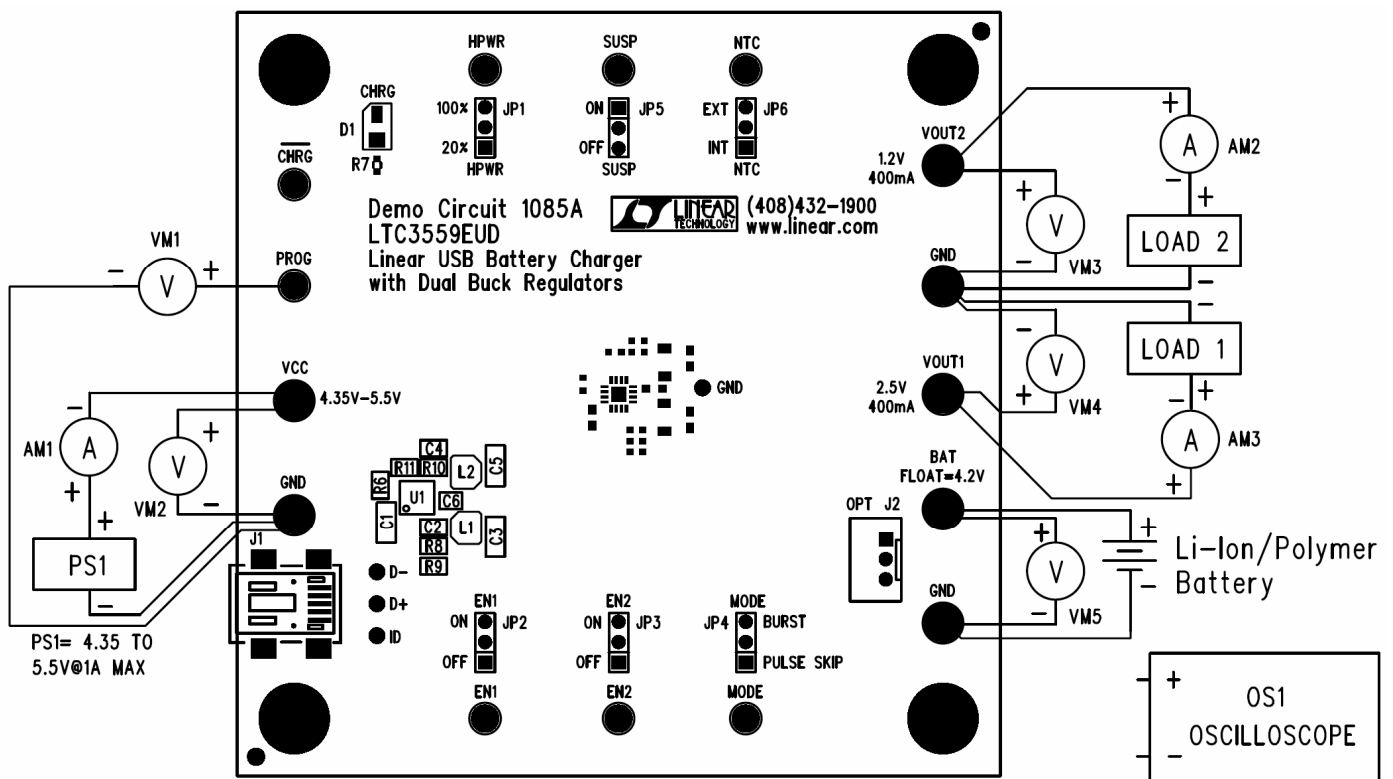 HPWR
SUSP
NTC
CHRG
100% JP1
ON JP5
EXT JP6
D1
20%
OFF
INT
R7
HPWR
SUSP
NTC
CHRG
VOUT2
1.2V
400mA
+
A
AM2
-
+
LOAD 2
-
+
V
-
VM3
Demo Circuit 1085A
LTC3559EUD
Linear USB Battery Charger
with Dual Buck Regulators
LT LINEAR
TECHNOLOGY
(408)432-1900
www.linear.com
VM1
- V +
PROG
GND
-
LOAD 1
+
-
V
+
VM4
VCC
4.35V-5.5V
GND
VOUT1
2.5V
400mA
-
A
AM3
+
-
AM1 A
+
+
V
VM2 -
GND
+
PS1
-
J1
PS1= 4.35 TO
5.5V@1A MAX
C4
R11 R10 L2 C5
R6
U1 C6
C1
C2 L1 C3
R8
R9
D-
D+
ID
BAT
FLOAT=4.2V
OPT J2
+
V
-
VM5
+
-
Li-Ion/Polymer
Battery
GND
EN1
ON JP2
OFF
EN1
EN2
ON JP3
OFF
EN2
MODE
JP4 BURST
PULSE SKIP
MODE
+
OS1
OSCILLOSCOPE
-